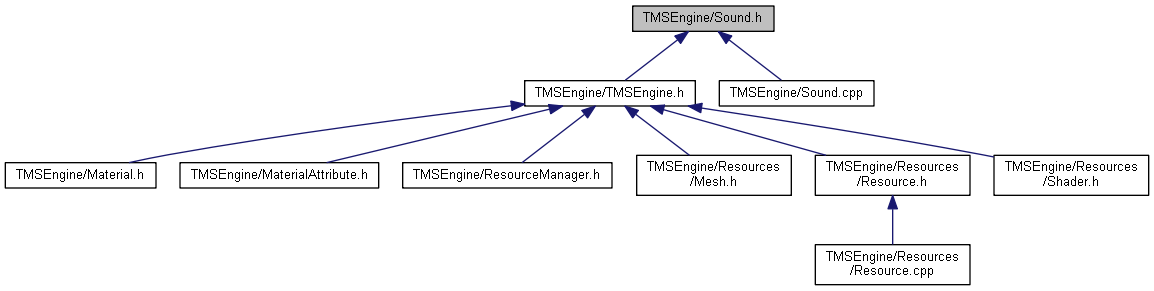 TMSEngine/Sound.h
TMSEngine/TMSEngine.h
TMSEngine/Sound.cpp
TMSEngine/Material.h
TMSEngine/MaterialAttribute.h
TMSEngine/ResourceManager.h
TMSEngine/Resources
/Mesh.h
TMSEngine/Resources
/Resource.h
TMSEngine/Resources
/Shader.h
TMSEngine/Resources
/Resource.cpp